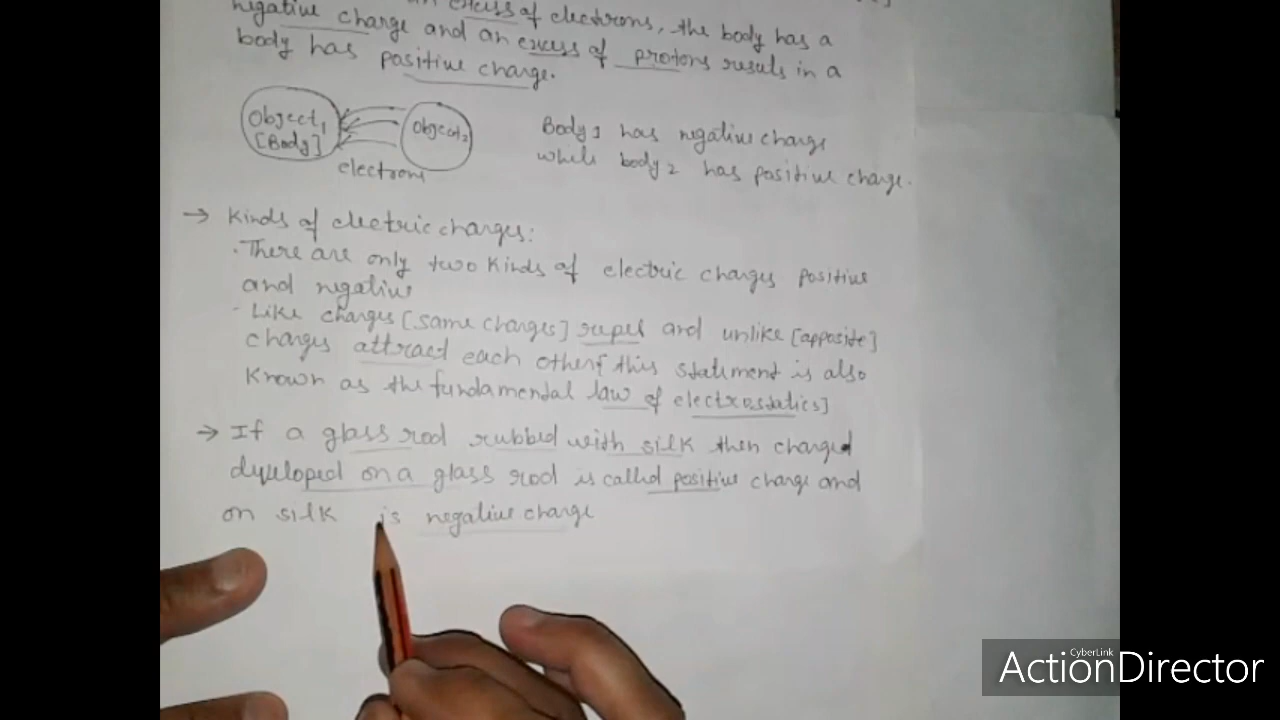 excess of electrons, the body has a
negative charge and an excess of protons results in a
body has positive charge.
Object1
[Body]
Object2
electrons
Body1 has negative charge
while body2 has positive charge.
→ Kinds of electric charges:
· There are only two kinds of electric charges positive
and negative
· Like charges [same charges] repel and unlike [opposite]
charges attract each other [this statement is also
known as the fundamental law of electrostatics]
→ If a glass rod rubbed with silk then charged
developed on a glass rod is called positive charge and
on silk is negative charge
CyberLink
ActionDirector